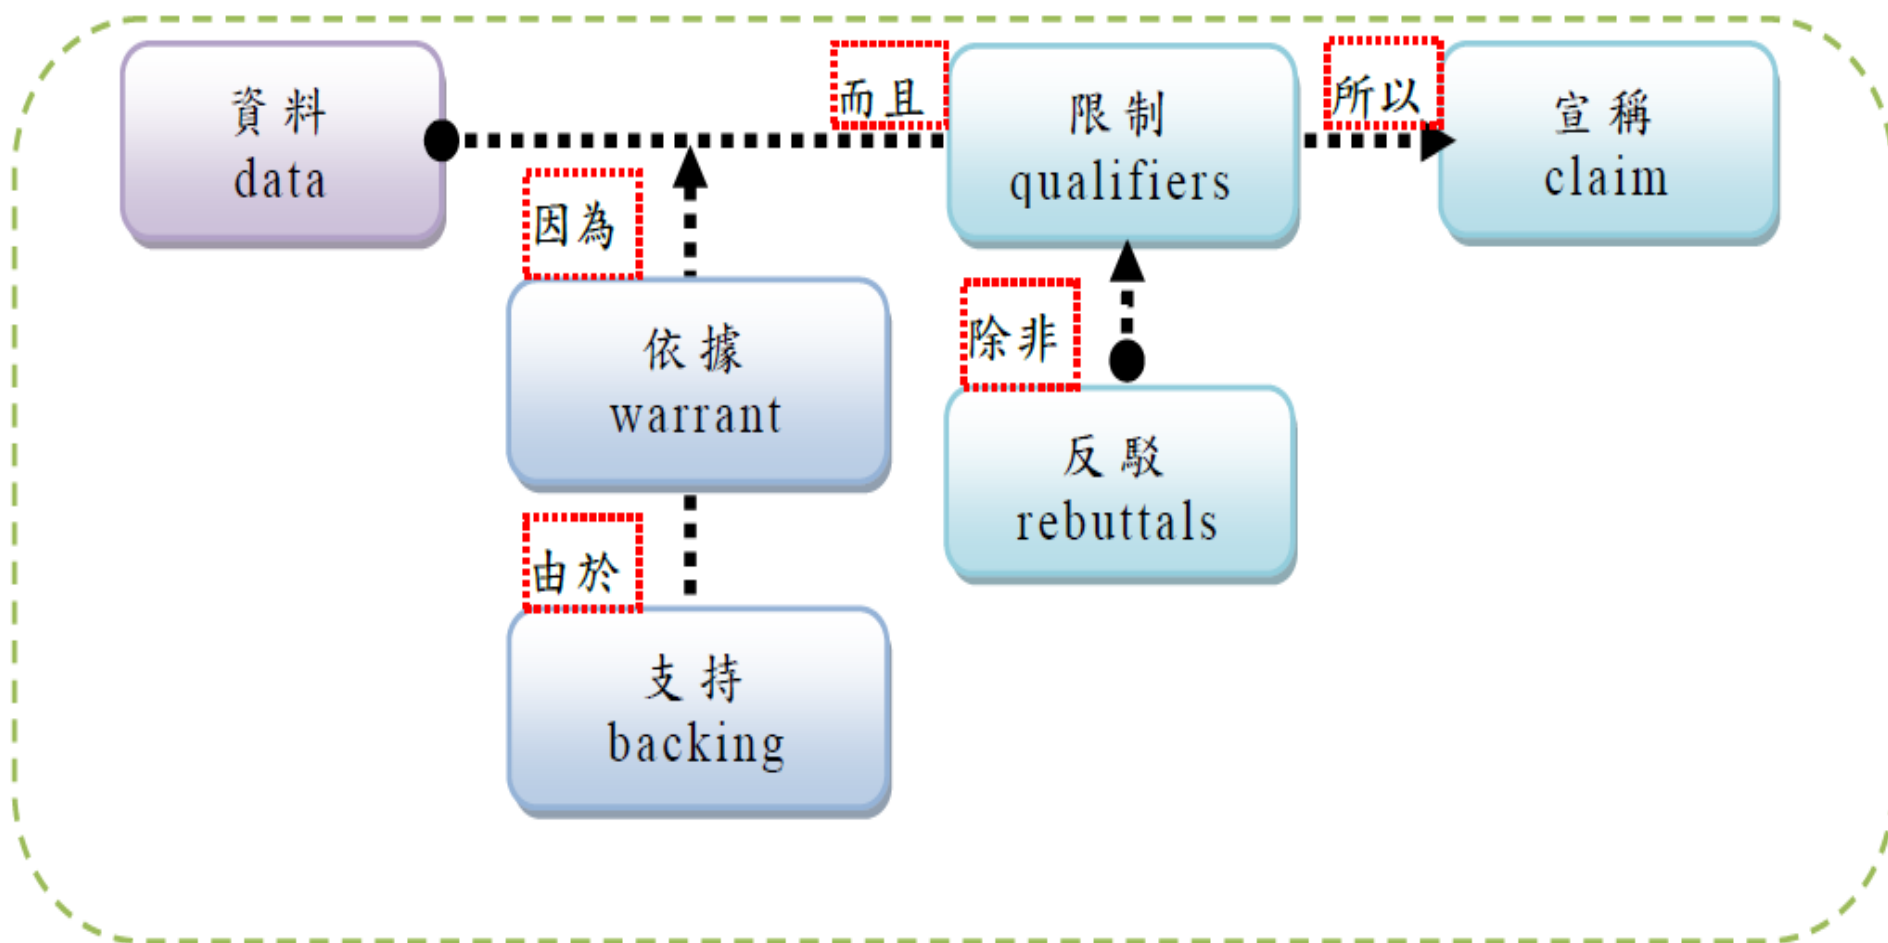 資料
data
而且
限制
qualifiers
所以
宣稱
claim
因為
依據
warrant
除非
反駁
rebuttals
由於
支持
backing